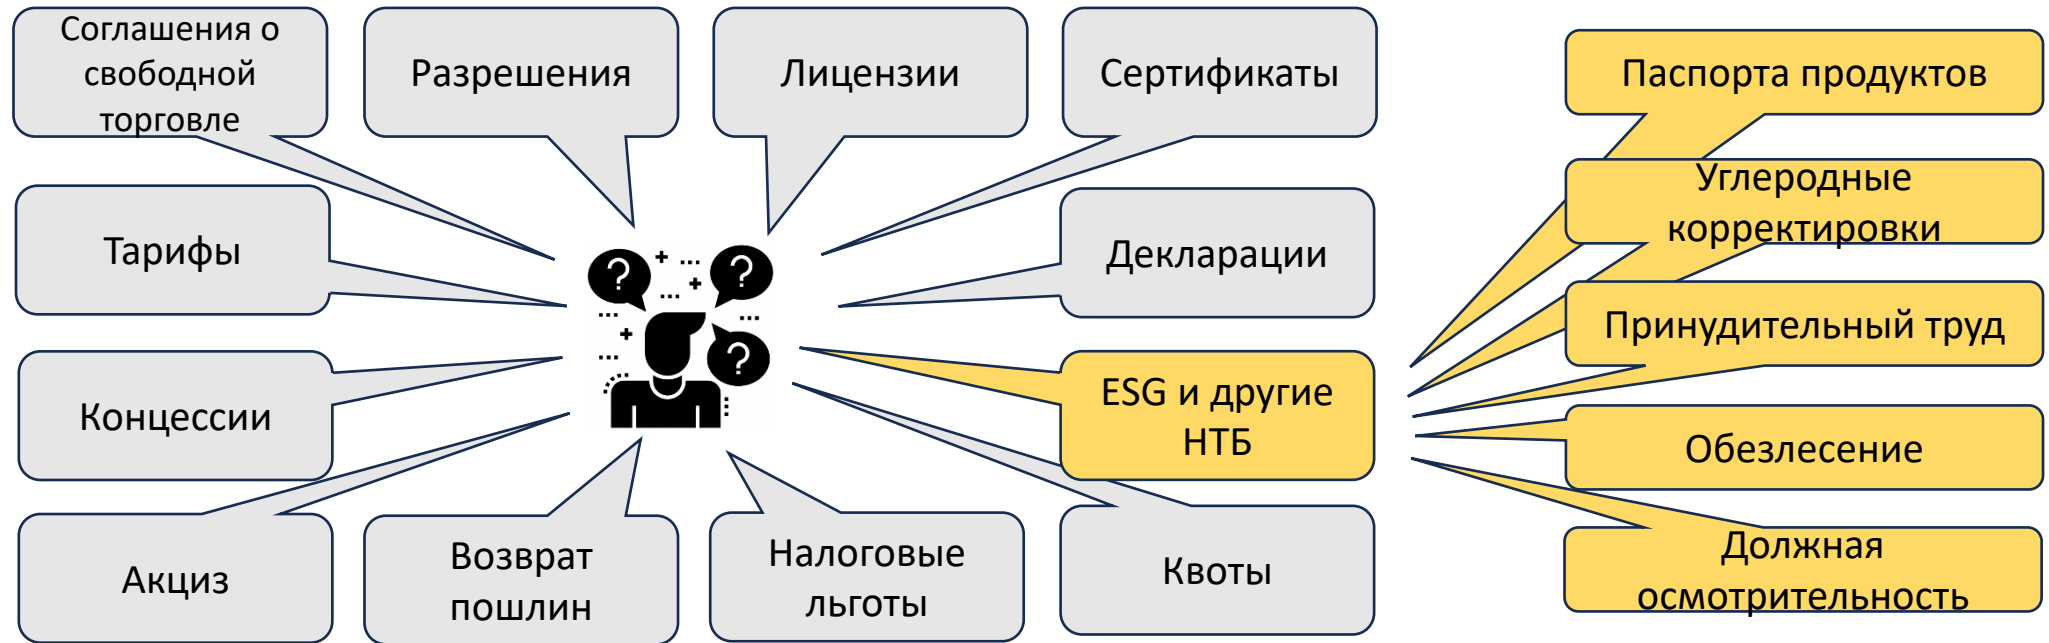 Соглашения о
свободной
торговле
Разрешения
Лицензии
Сертификаты
Паспорта продуктов
Тарифы
Декларации
Углеродные
корректировки
Концессии
ESG и другие
НТБ
Принудительный труд
Обезлесение
Акциз
Возврат
пошлин
Налоговые
льготы
Квоты
Должная
осмотрительность
?
?
?